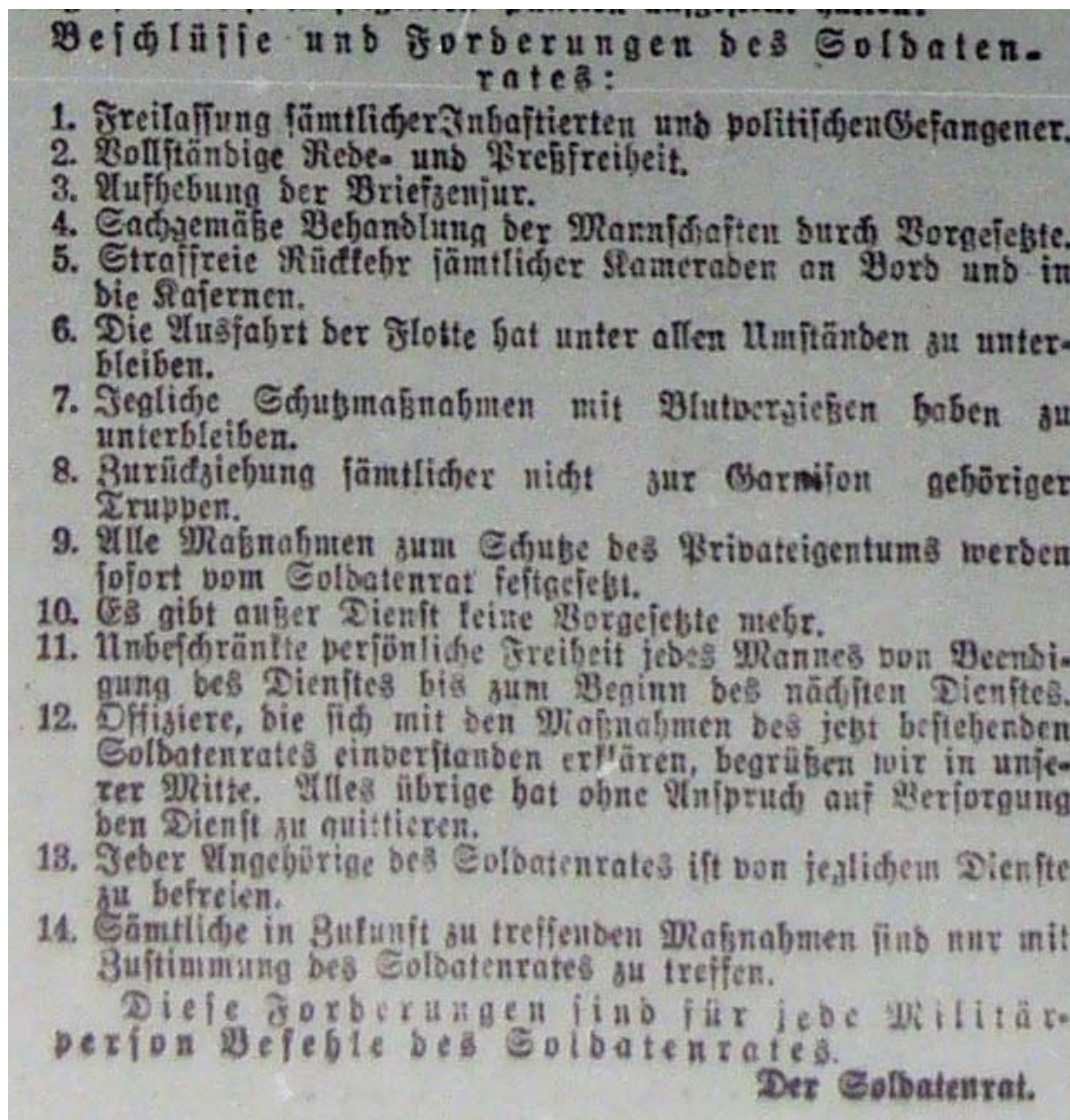 Beschlüsse und Forderungen des Soldaten-
rates:
1. Freilassung sämtlicher Inhaftierten und politischen Gefangener.
2. Vollständige Rede- und Preßfreiheit.
3. Aufhebung der Briefzensur.
4. Sachgemäße Behandlung der Mannschaften durch Vorgesetzte.
5. Straffreie Rückkehr sämtlicher Kameraden an Bord und in
die Kasernen.
6. Die Ausfahrt der Flotte hat unter allen Umständen zu unter-
bleiben.
7. Jegliche Schutzmaßnahmen mit Blutvergießen haben zu
unterbleiben.
8. Zurückziehung sämtlicher nicht zur Garnison gehöriger
Truppen.
9. Alle Maßnahmen zum Schutze des Privateigentums werden
sofort vom Soldatenrat festgesetzt.
10. Es gibt außer Dienst keine Vorgesetzte mehr.
11. Unbeschränkte persönliche Freiheit jedes Mannes von Beendi-
gung des Dienstes bis zum Beginn des nächsten Dienstes.
12. Offiziere, die sich mit den Maßnahmen des jetzt bestehenden
Soldatenrates einverstanden erklären, begrüßen wir in unse-
rer Mitte. Alles übrige hat ohne Anspruch auf Versorgung
den Dienst zu quittieren.
13. Jeder Angehörige des Soldatenrates ist von jeglichem Dienste
zu befreien.
14. Sämtliche in Zukunft zu treffenden Maßnahmen sind nur mit
Zustimmung des Soldatenrates zu treffen.
Diese Forderungen sind für jede Militär-
person Befehle des Soldatenrates.
Der Soldatenrat.